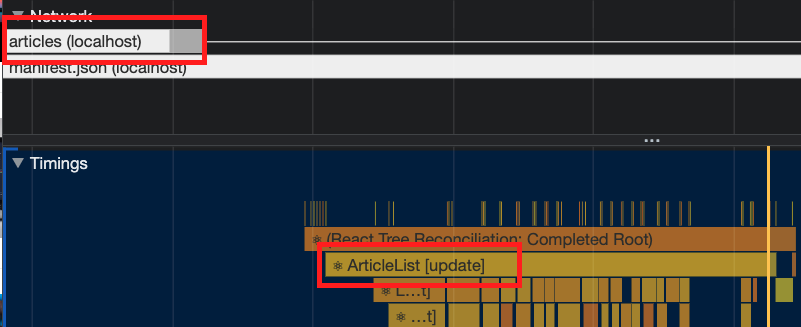 Network
articles (localhost)
manifest.json (localhost)
...
Timings
(React Tree Reconciliation: Completed Root)
ArticleList [update]
L...t]
...t]